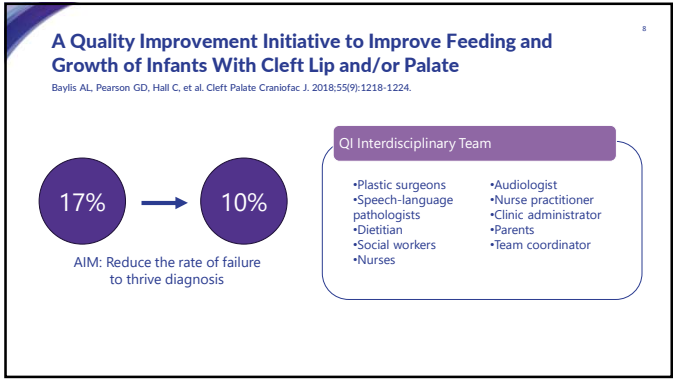 8
A Quality Improvement Initiative to Improve Feeding and
Growth of Infants With Cleft Lip and/or Palate
Baylis AL, Pearson GD, Hall C, et al. Cleft Palate Craniofac J. 2018;55(9):1218-1224.
17%
10%
AIM: Reduce the rate of failure
to thrive diagnosis
QI Interdisciplinary Team
•Plastic surgeons
•Speech-language
pathologists
•Dietitian
•Social workers
•Nurses
•Audiologist
•Nurse practitioner
•Clinic administrator
•Parents
•Team coordinator